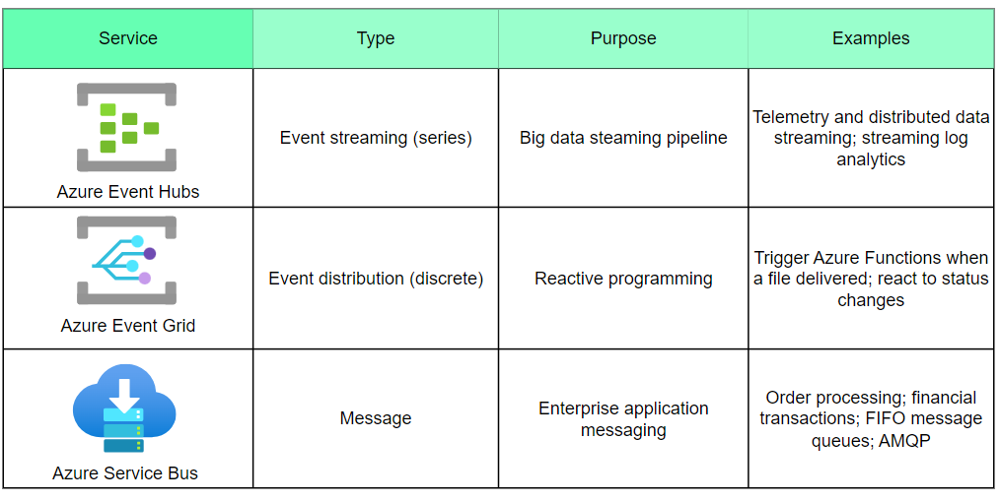 Service
Type
Purpose
Examples
Azure Event Hubs
Event streaming (series)
Big data steaming pipeline
Telemetry and distributed data
streaming; streaming log
analytics
Azure Event Grid
Event distribution (discrete)
Reactive programming
Trigger Azure Functions when
a file delivered; react to status
changes
Azure Service Bus
Message
Enterprise application
messaging
Order processing; financial
transactions; FIFO message
queues; AMQP